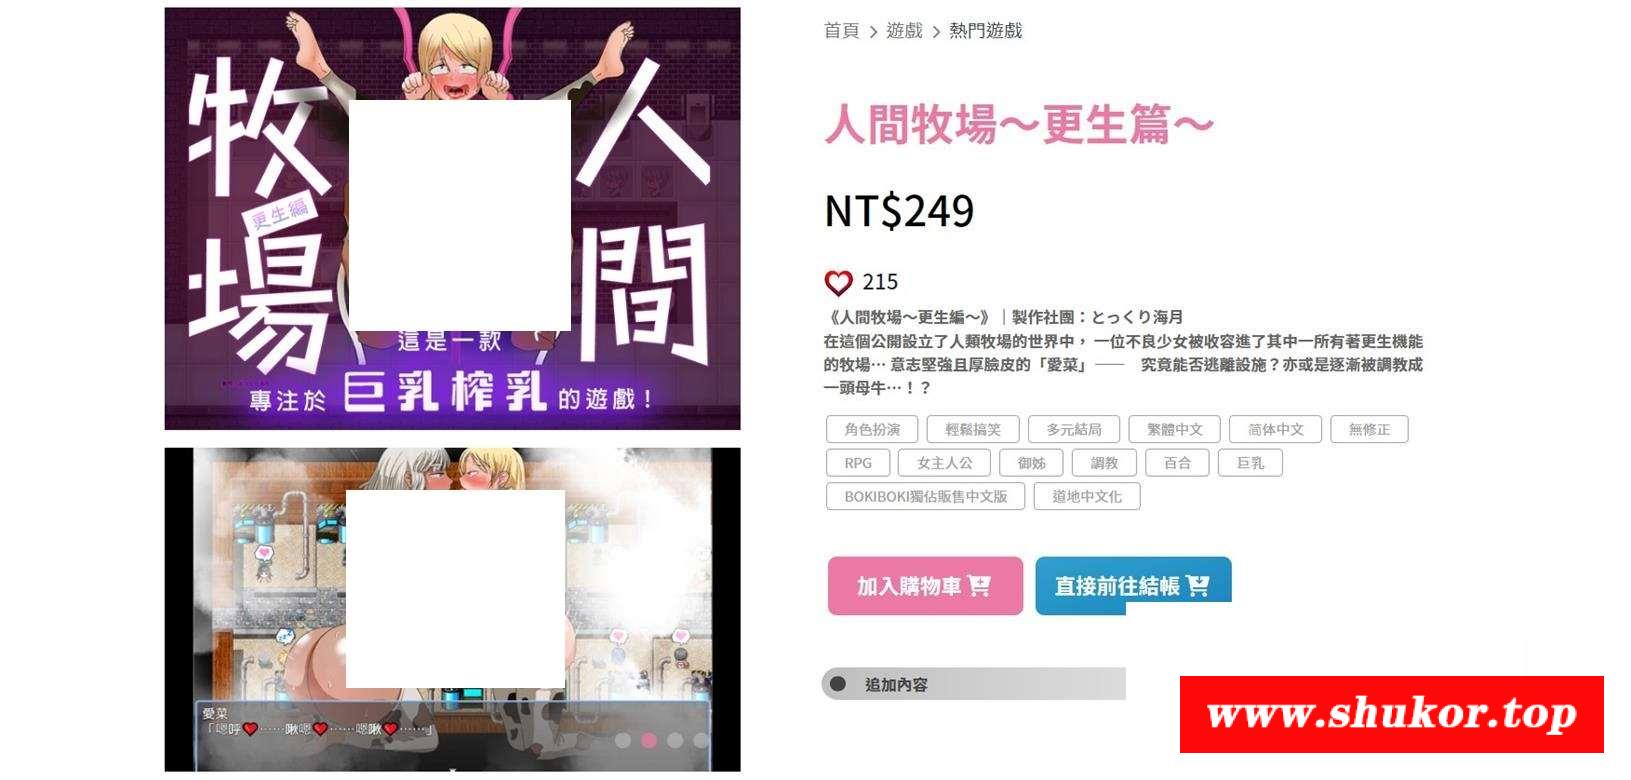 人間
牧場
更生編
這是一款
專注於 巨乳榨乳 的遊戲!
愛菜
「嗯呼♥……啾嗯♥……嗯啾♥……」
首頁 > 遊戲 > 熱門遊戲
人間牧場～更生篇～
NT$249
215
《人間牧場～更生編～》｜製作社團：とっくり海月
在這個公開設立了人類牧場的世界中， 一位不良少女被收容進了其中一所有著更生機能
的牧場… 意志堅強且厚臉皮的「愛菜」—— 究竟能否逃離設施？亦或是逐漸被調教成
一頭母牛…！？
角色扮演 輕鬆搞笑 多元結局 繁體中文 简体中文 無修正
RPG 女主人公 御姊 調教 百合 巨乳
BOKIBOKI獨佔販售中文版 道地中文化
加入購物車 直接前往結帳
追加內容
www.shukor.top